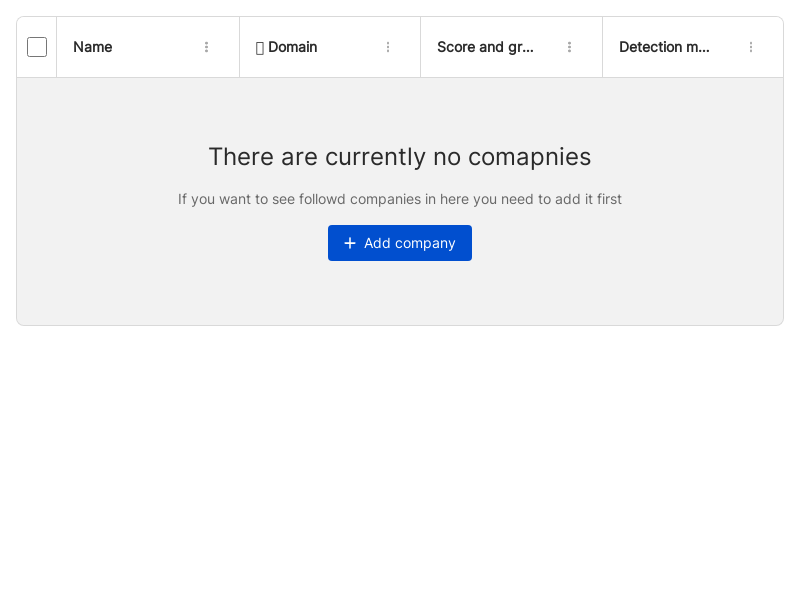 Name
Domain
Score and gr...
Detection m...
There are currently no comapnies
If you want to see followd companies in here you need to add it first
Add company